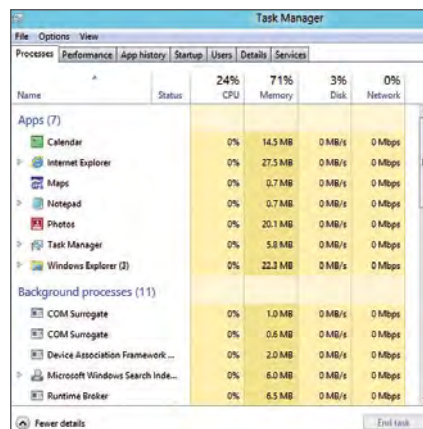 Task Manager
File Options View
Processes Performance App history Startup Users Details Services
24% 71% 3% 0%
Name Status CPU Memory Disk Network
Apps (7)
Calendar 0% 14.5 MB 0 MB/s 0 Mbps
Internet Explorer 0% 27.5 MB 0 MB/s 0 Mbps
Maps 0% 0.7 MB 0 MB/s 0 Mbps
Notepad 0% 0.7 MB 0 MB/s 0 Mbps
Photos 0% 20.1 MB 0 MB/s 0 Mbps
Task Manager 0% 5.8 MB 0 MB/s 0 Mbps
Windows Explorer (3) 0% 22.3 MB 0 MB/s 0 Mbps
Background processes (11)
COM Surrogate 0% 1.0 MB 0 MB/s 0 Mbps
COM Surrogate 0% 0.6 MB 0 MB/s 0 Mbps
Device Association Framework ... 0% 2.0 MB 0 MB/s 0 Mbps
Microsoft Windows Search Inde... 0% 6.0 MB 0 MB/s 0 Mbps
Runtime Broker 0% 6.5 MB 0 MB/s 0 Mbps
Fewer details End task